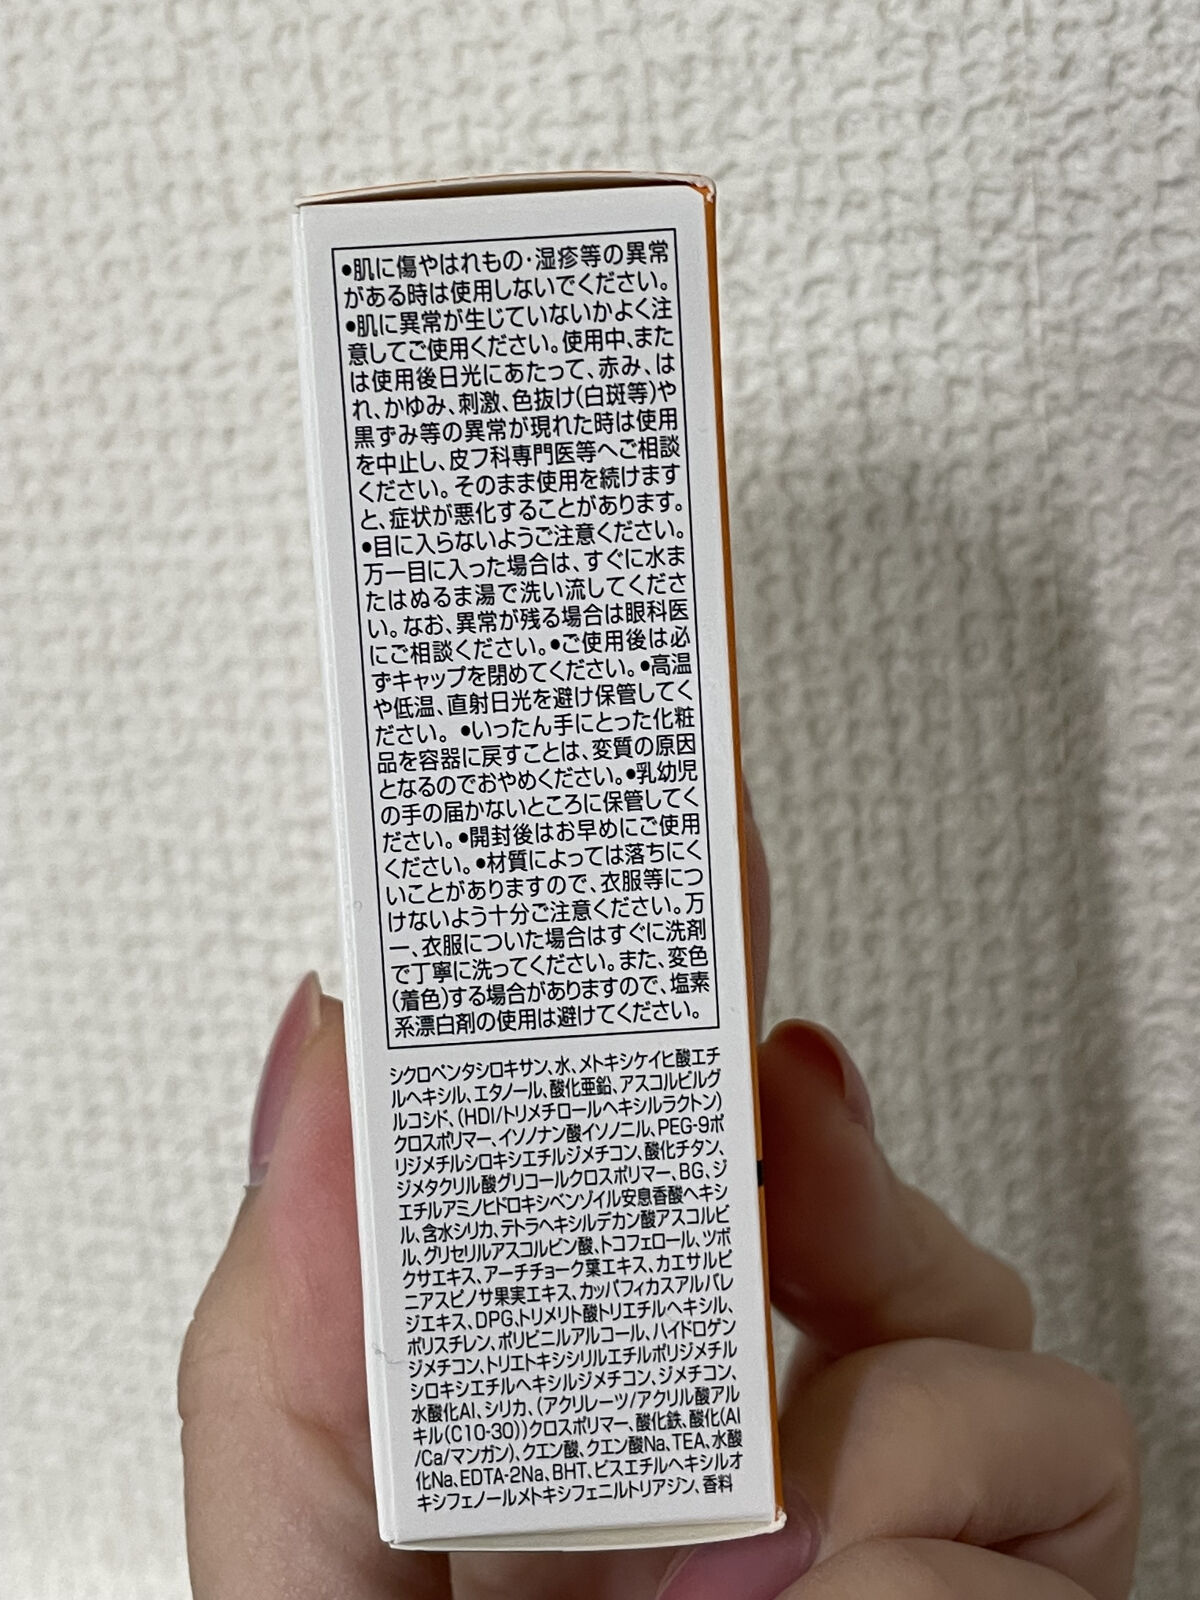 ●肌に傷やはれもの・湿疹等の異常
がある時は使用しないでください。
●肌に異常が生じていないかよく注
意してご使用ください。使用中、また
は使用後日光にあたって、赤み、は
れ、かゆみ、刺激、色抜け(白斑等)や
黒ずみ等の異常が現れた時は使用
を中止し、皮フ科専門医等へご相談
ください。そのまま使用を続けます
と、症状が悪化することがあります。
●目に入らないようご注意ください。
万一目に入った場合は、すぐに水ま
たはぬるま湯で洗い流してくださ
い。なお、異常が残る場合は眼科医
にご相談ください。●ご使用後は必
ずキャップを閉めてください。●高温
や低温、直射日光を避け保管してく
ださい。●いったん手にとった化粧
品を容器に戻すことは、変質の原因
となるのでおやめください。●乳幼児
の手の届かないところに保管してく
ださい。●開封後はお早めにご使用
ください。●材質によっては落ちにく
いことがありますので、衣服等につ
けないよう十分ご注意ください。万
一、衣服についた場合はすぐに洗剤
で丁寧に洗ってください。また、変色
(着色)する場合がありますので、塩素
系漂白剤の使用は避けてください。
シクロペンタシロキサン、水、メトキシケイヒ酸エチ
ルヘキシル、エタノール、酸化亜鉛、アスコルビルグ
ルコシド、(HDI/トリメチロールヘキシルラクトン)
クロスポリマー、イソノナン酸イソノニル、PEG-9ポ
リジメチルシロキシエチルジメチコン、酸化チタン、
ジメタクリル酸グリコールクロスポリマー、BG、ジ
エチルアミノヒドロキシベンゾイル安息香酸ヘキシ
ル、含水シリカ、テトラヘキシルデカン酸アスコルビ
ル、グリセリルアスコルビン酸、トコフェロール、ツボ
クサエキス、アーチチョーク葉エキス、カエサルピ
ニアスピノサ果実エキス、カッパフィカスアルバレ
ジエキス、DPG、トリメリト酸トリエチルヘキシル、
ポリスチレン、ポリビニルアルコール、ハイドロゲン
ジメチコン、トリエトキシシリルエチルポリジメチル
シロキシエチルヘキシルジメチコン、ジメチコン、
水酸化Al、シリカ、(アクリレーツ/アクリル酸アル
キル(C10-30))クロスポリマー、酸化鉄、酸化(Al
/Ca/マンガン)、クエン酸、クエン酸Na、TEA、水酸
化Na、EDTA-2Na、BHT、ビスエチルヘキシルオ
キシフェノールメトキシフェニルトリアジン、香料